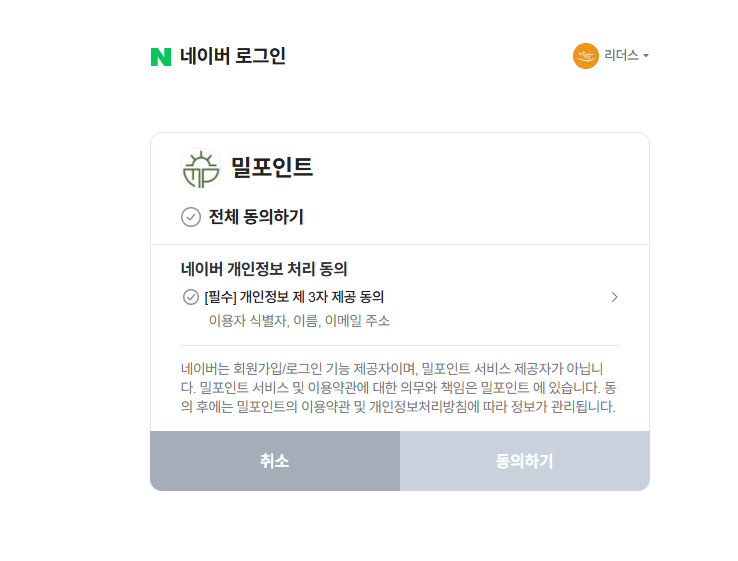 네이버 로그인
리더스
밀포인트
전체 동의하기
네이버 개인정보 처리 동의
[필수] 개인정보 제 3자 제공 동의
이용자 식별자, 이름, 이메일 주소
네이버는 회원가입/로그인 기능 제공자이며, 밀포인트 서비스 제공자가 아닙니
다. 밀포인트 서비스 및 이용약관에 대한 의무와 책임은 밀포인트 에 있습니다. 동
의 후에는 밀포인트의 이용약관 및 개인정보처리방침에 따라 정보가 관리됩니다.
취소
동의하기